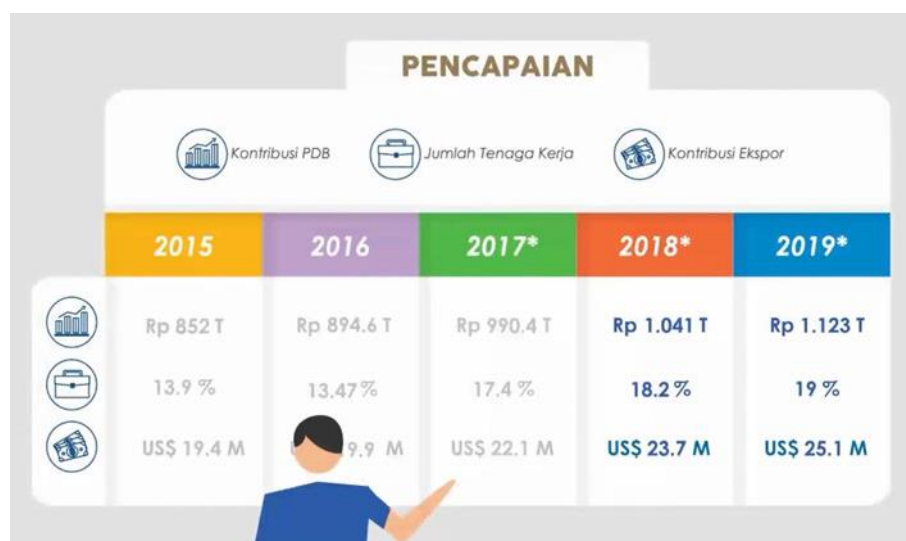 PENCAPAIAN
Kontribusi PDB Jumlah Tenaga Kerja Kontribusi Ekspor
2015 2016 2017* 2018* 2019*
Rp 852 T Rp 894.6 T Rp 990.4 T Rp 1.041 T Rp 1.123 T
13.9 % 13.47 % 17.4 % 18.2 % 19 %
US$ 19.4 M 9.9 M US$ 22.1 M US$ 23.7 M US$ 25.1 M